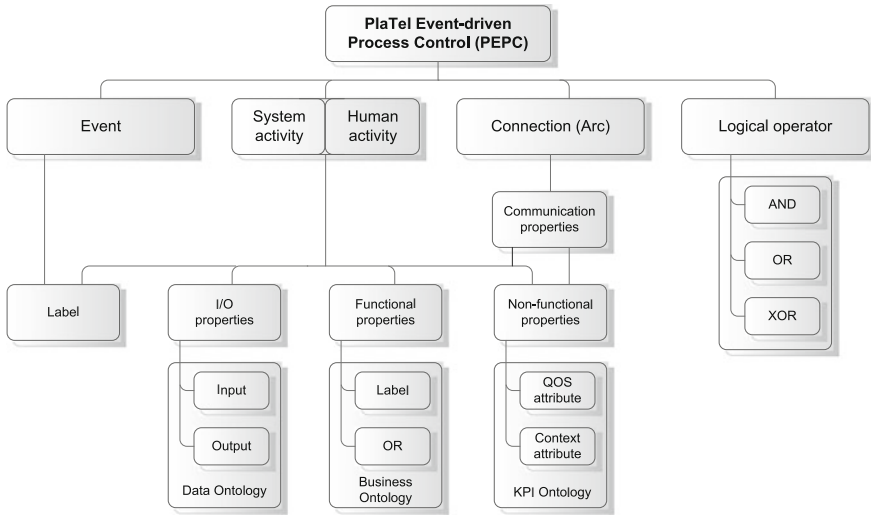 PlaTel Event-driven
Process Control (PEPC)
Event
System
activity
Human
activity
Connection (Arc)
Logical operator
Communication
properties
AND
OR
XOR
Label
I/O
properties
Functional
properties
Non-functional
properties
Input
Output
Data Ontology
Label
OR
Business
Ontology
QOS
attribute
Context
attribute
KPI Ontology